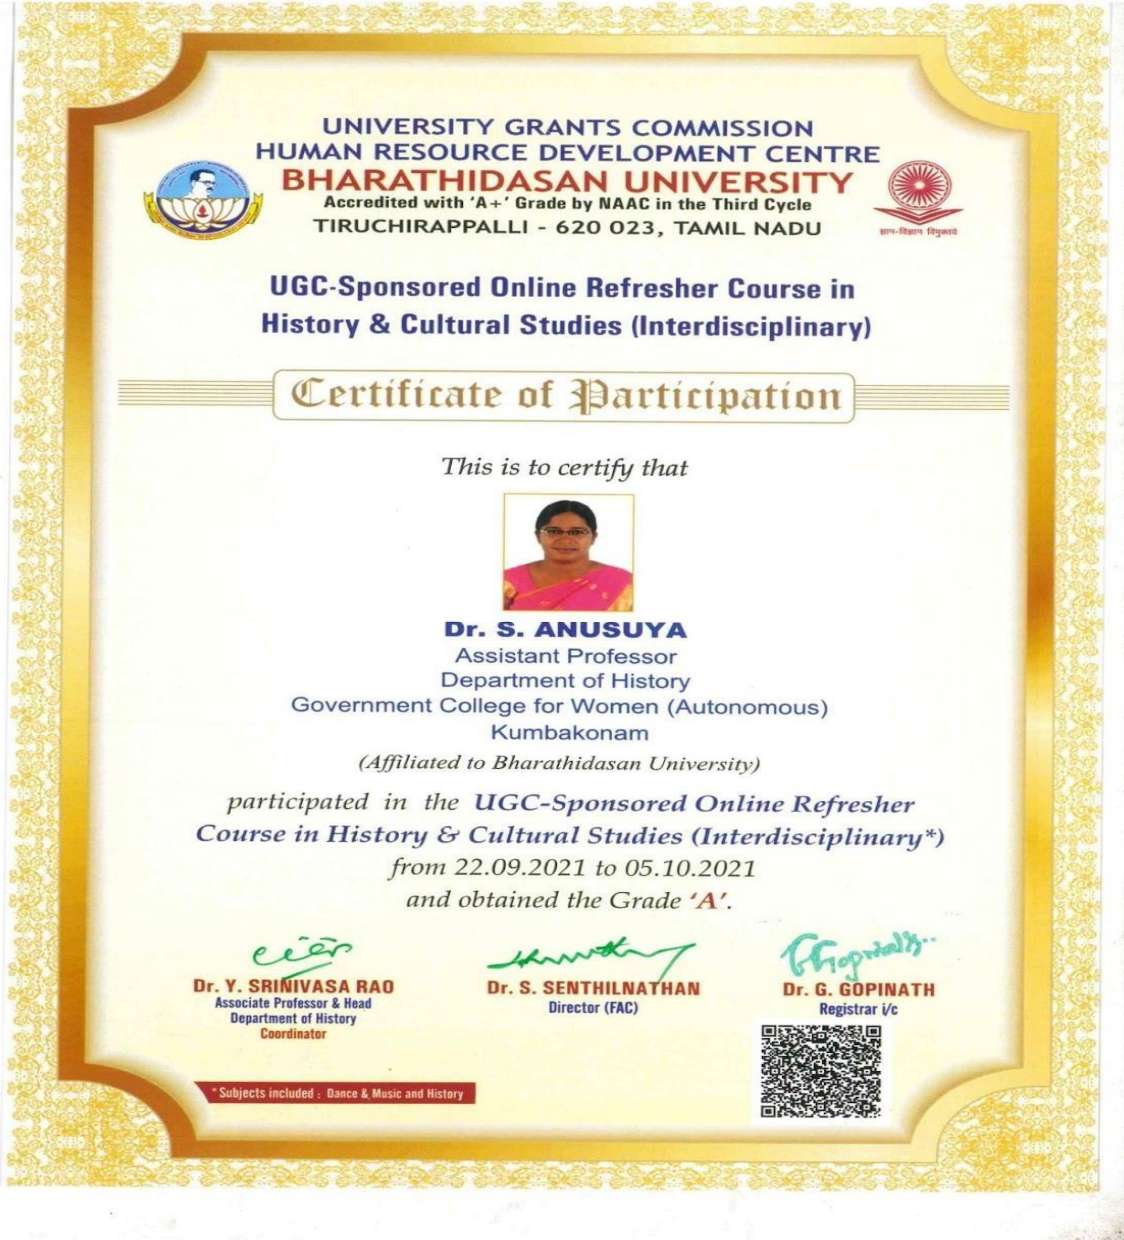 UNIVERSITY GRANTS COMMISSION
HUMAN RESOURCE DEVELOPMENT CENTRE
BHARATHIDASAN UNIVERSITY
Accredited with 'A+' Grade by NAAC in the Third Cycle
TIRUCHIRAPPALLI - 620 023, TAMIL NADU
ज्ञान-विज्ञान विमुक्तये
UGC-Sponsored Online Refresher Course in
History & Cultural Studies (Interdisciplinary)
Certificate of Participation
This is to certify that
Dr. S. ANUSUYA
Assistant Professor
Department of History
Government College for Women (Autonomous)
Kumbakonam
(Affiliated to Bharathidasan University)
participated in the UGC-Sponsored Online Refresher
Course in History & Cultural Studies (Interdisciplinary*)
from 22.09.2021 to 05.10.2021
and obtained the Grade 'A'.
Dr. Y. SRINIVASA RAO
Associate Professor & Head
Department of History
Coordinator
Dr. S. SENTHILNATHAN
Director (FAC)
Dr. G. GOPINATH
Registrar i/c
* Subjects included : Dance & Music and History